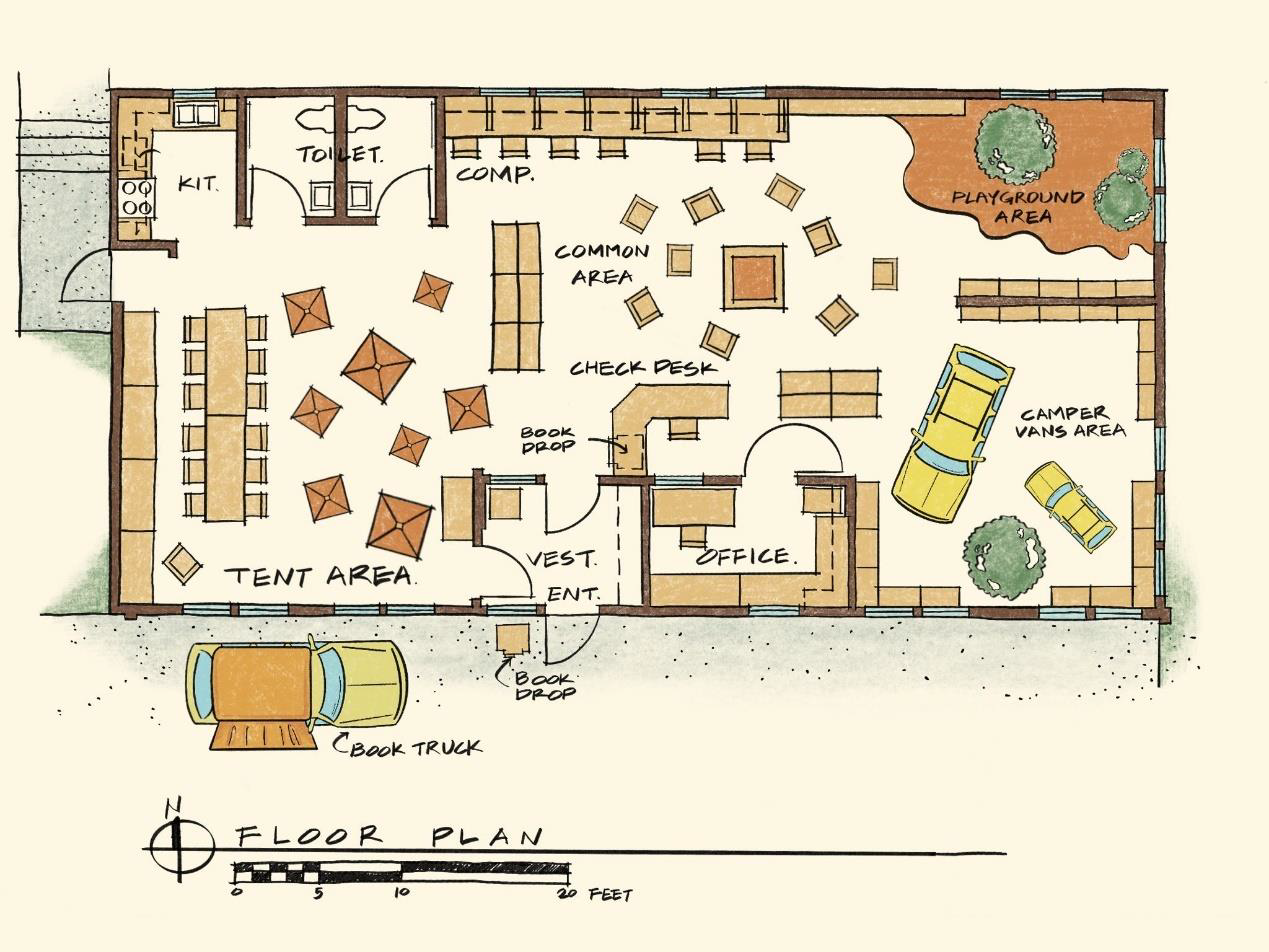 TOILET.
KIT.
COMP.
PLAYGROUND
AREA
COMMON
AREA
CHECK DESK
BOOK
DROP
CAMPER
VANS AREA
VEST.
OFFICE.
TENT AREA.
ENT.
BOOK
DROP
BOOK TRUCK
N
FLOOR PLAN
0 5 10 20 FEET